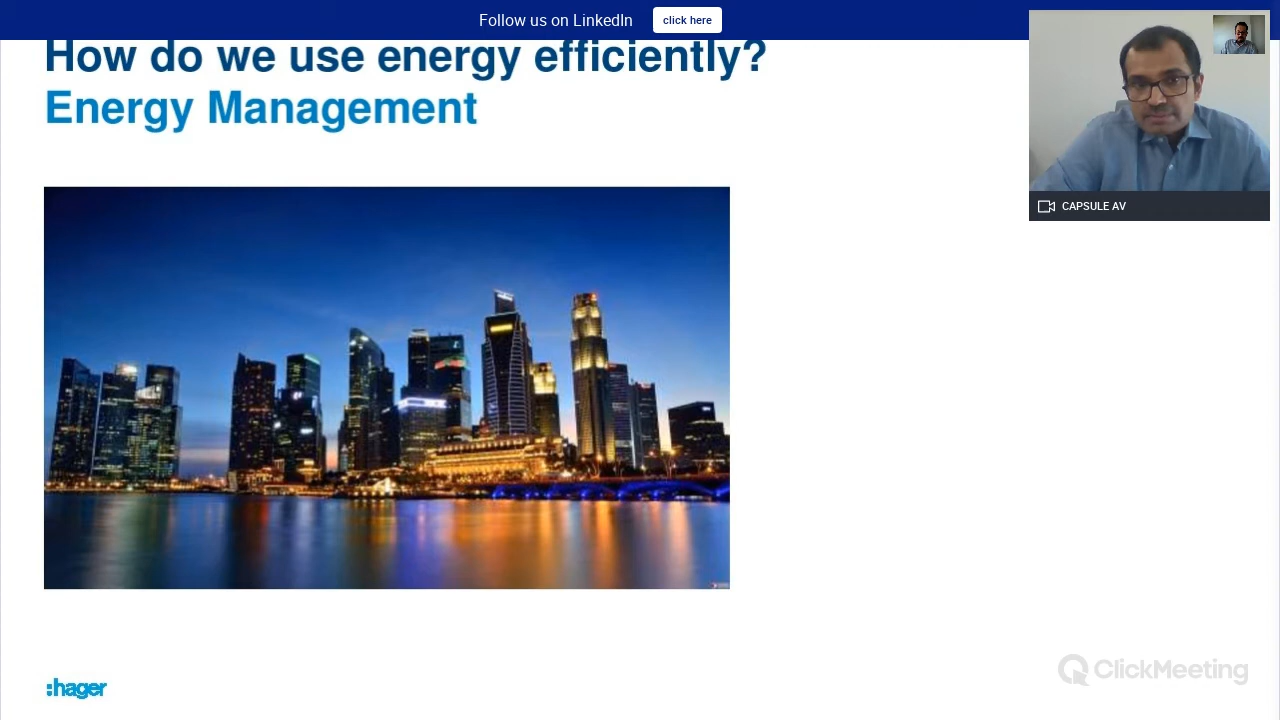 Follow us on LinkedIn click here
How do we use energy efficiently?
Energy Management
CAPSULE AV
:hager
ClickMeeting